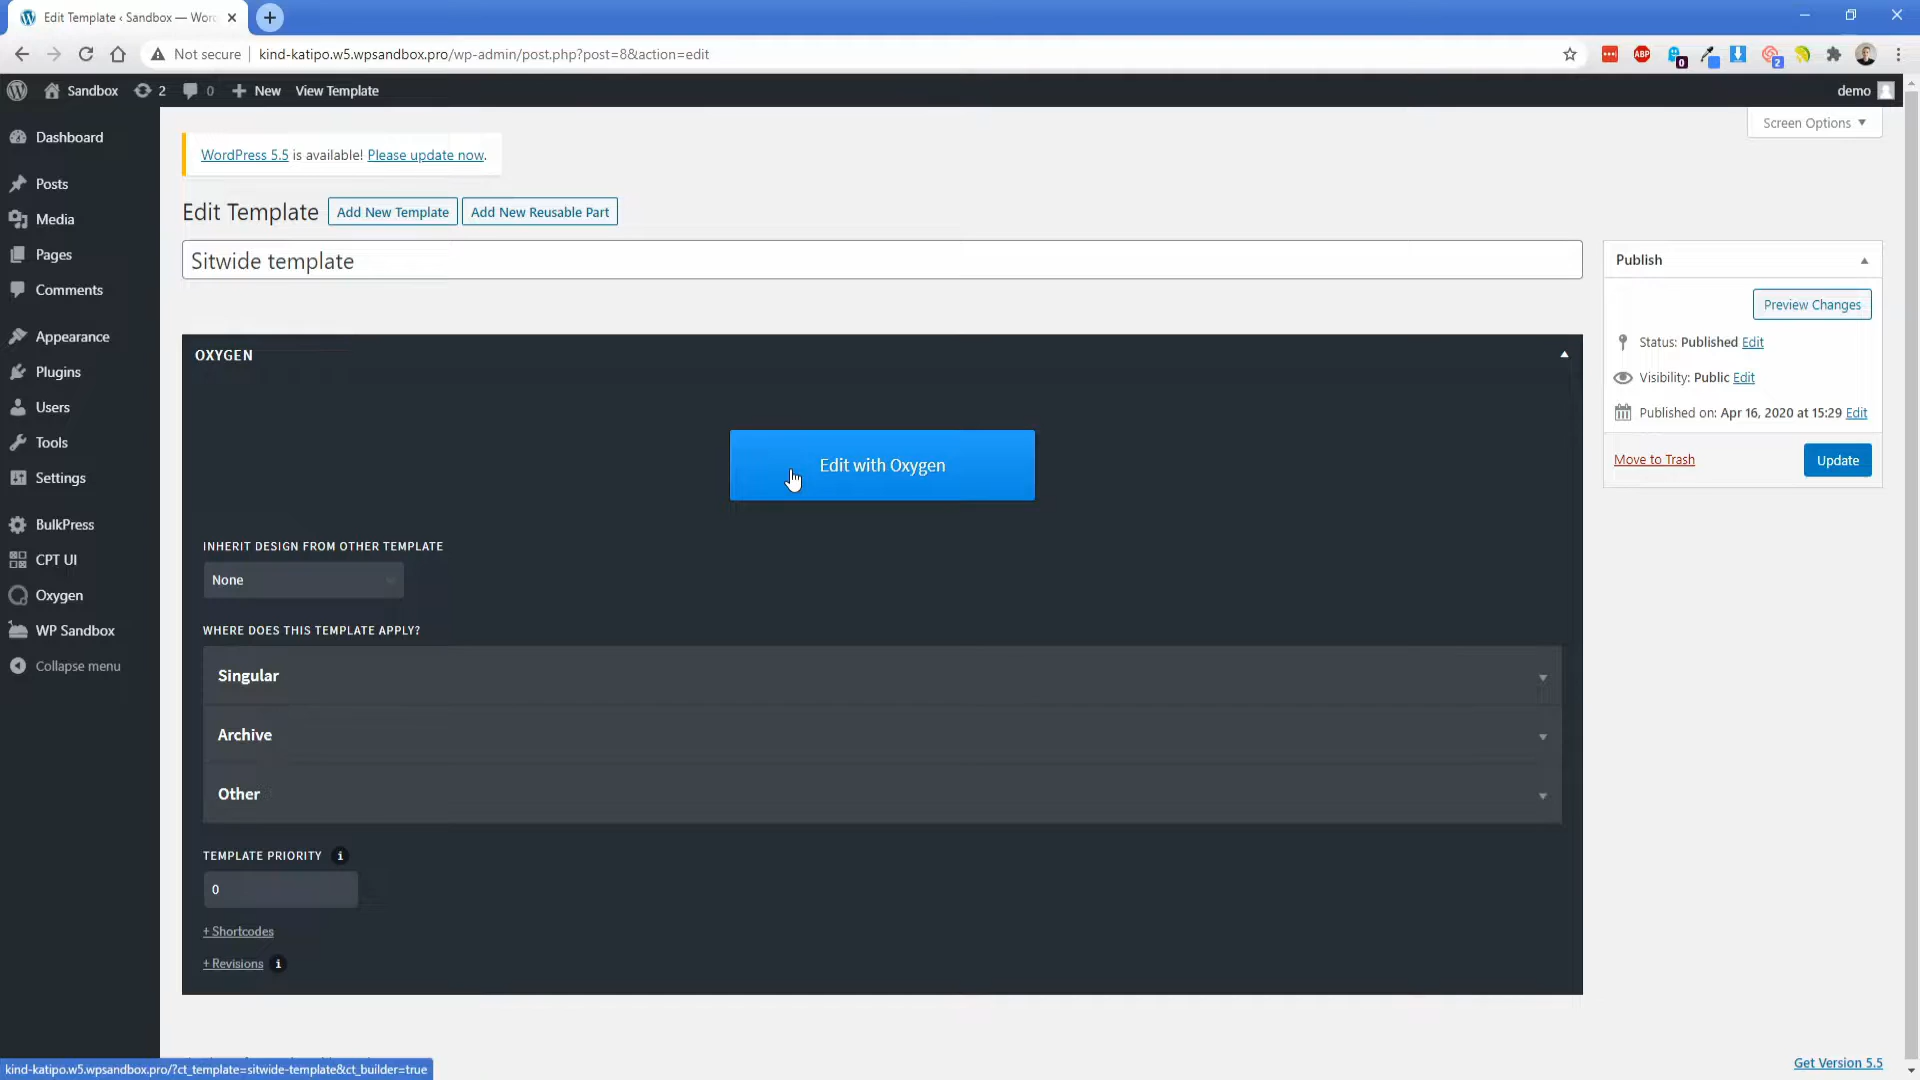 Edit Template ‹ Sandbox — Wor
Not secure
kind-katipo.w5.wpsandbox.pro/wp-admin/post.php?post=8&action=edit
ABP
0
2
Sandbox
2
0
New
View Template
demo
Screen Options
Dashboard
Posts
Media
Pages
Comments
Appearance
Plugins
Users
Tools
Settings
BulkPress
CPT UI
Oxygen
WP Sandbox
Collapse menu
WordPress 5.5 is available! Please update now.
Edit Template
Add New Template
Add New Reusable Part
Sitwide template
OXYGEN
Edit with Oxygen
INHERIT DESIGN FROM OTHER TEMPLATE
None
WHERE DOES THIS TEMPLATE APPLY?
Singular
Archive
Other
TEMPLATE PRIORITY i
0
+ Shortcodes
+ Revisions i
Publish
Preview Changes
Status: Published Edit
Visibility: Public Edit
Published on: Apr 16, 2020 at 15:29 Edit
Move to Trash
Update
Get Version 5.5
kind-katipo.w5.wpsandbox.pro/?ct_template=sitwide-template&ct_builder=true